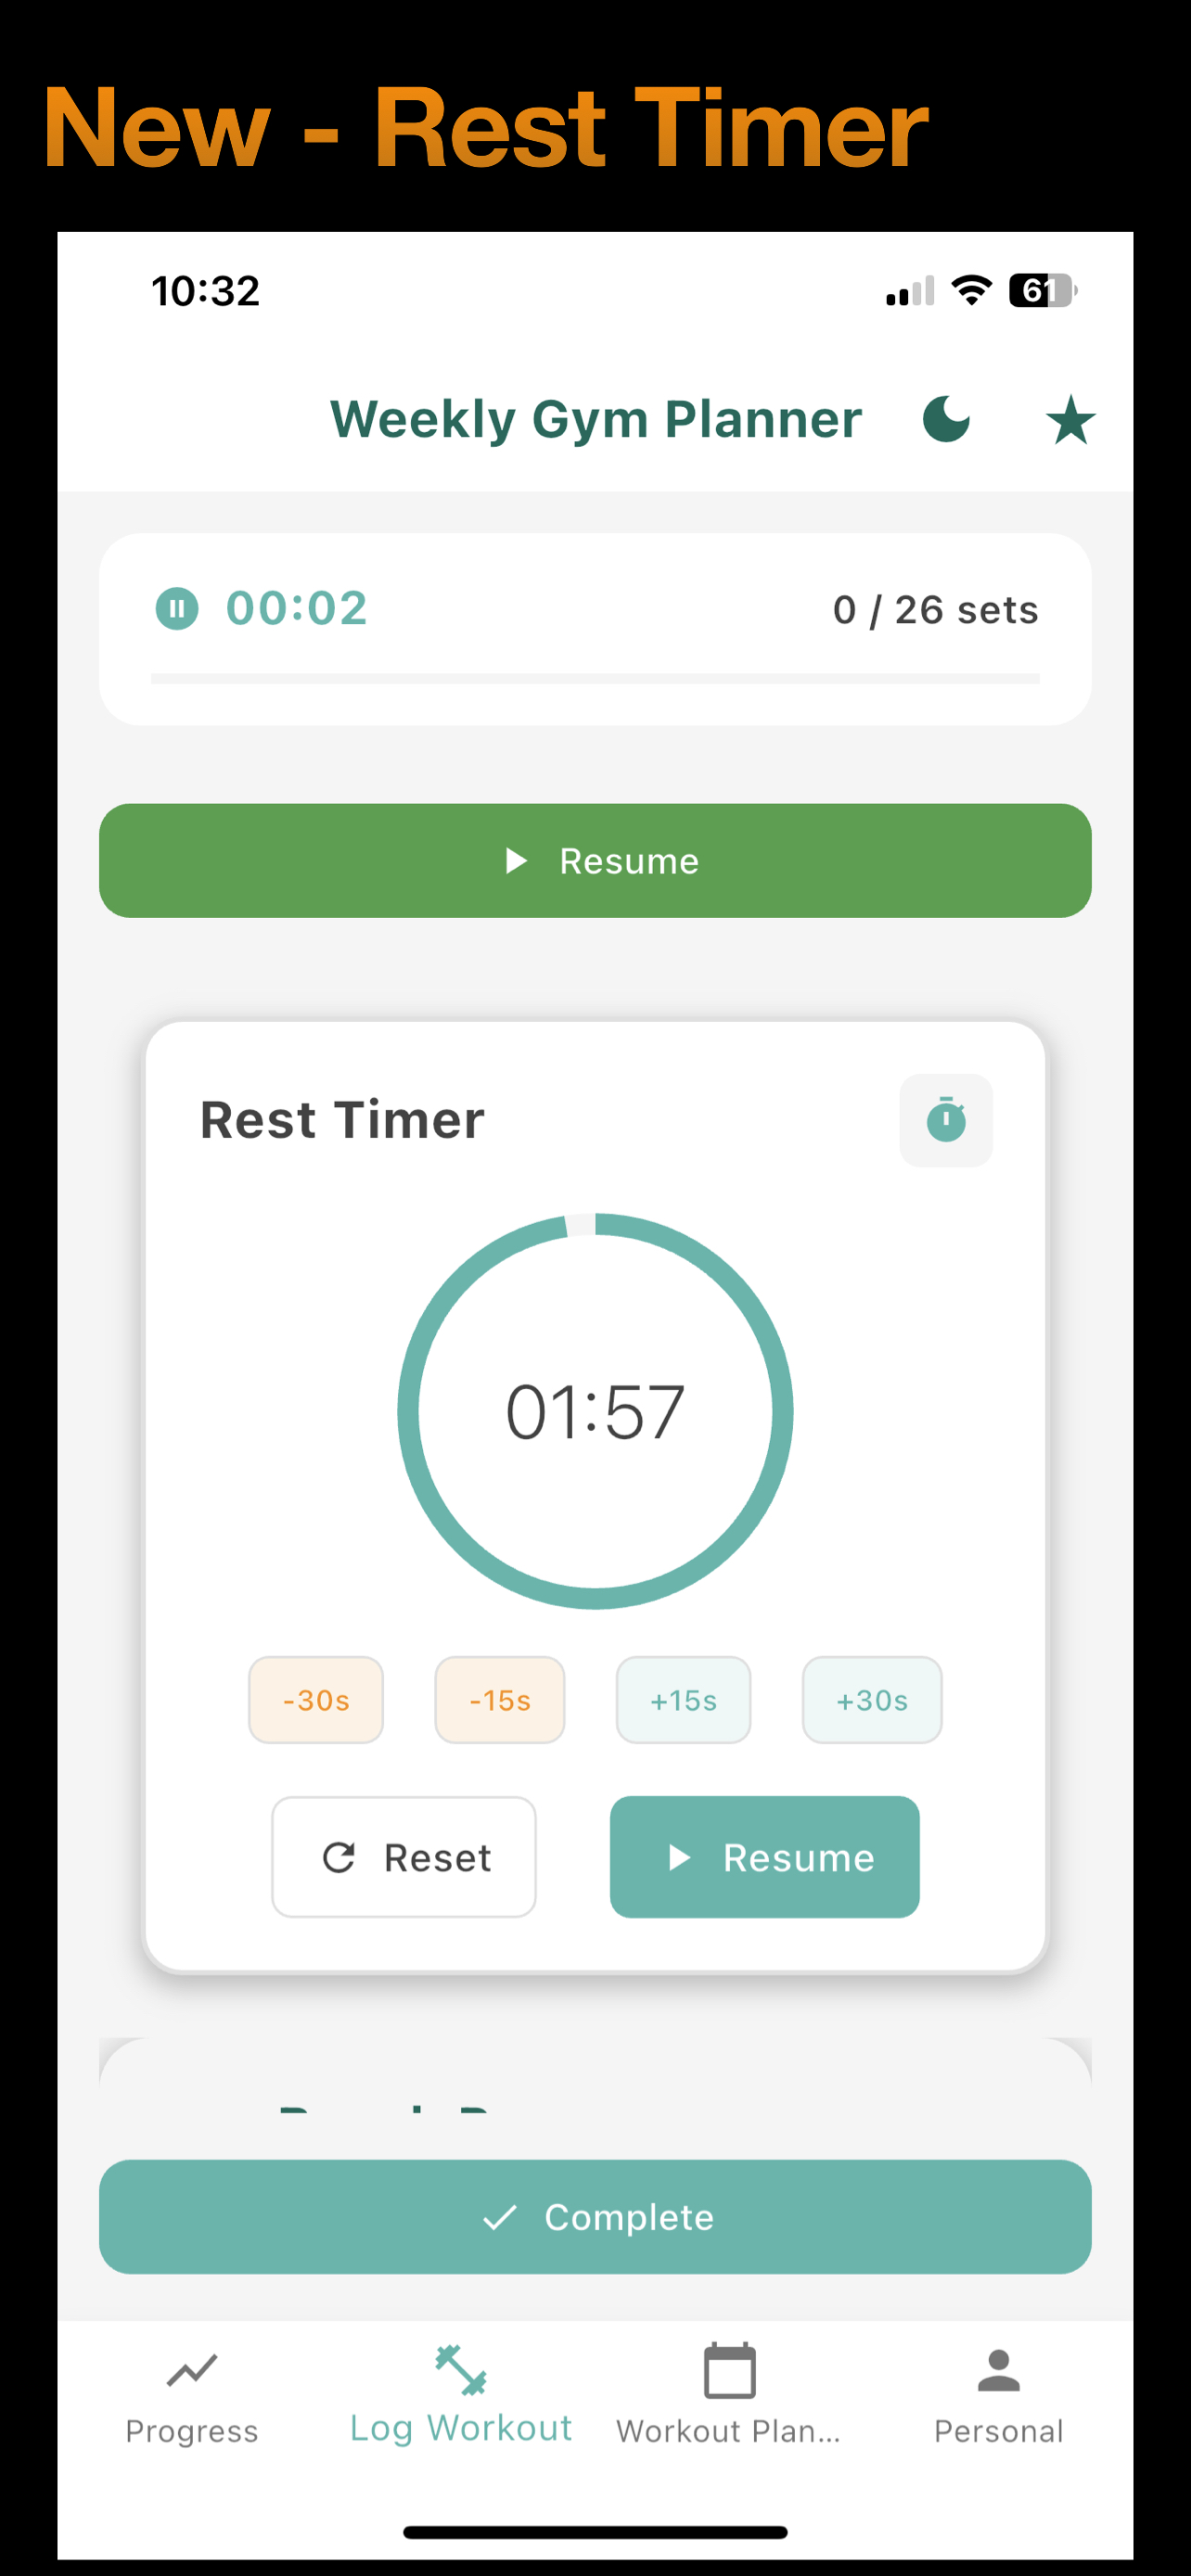 New - Rest Timer
10:32
61
Weekly Gym Planner
00:02
0 / 26 sets
Resume
Rest Timer
01:57
-30s
-15s
+15s
+30s
Reset
Resume
Complete
Progress
Log Workout
Workout Plan...
Personal